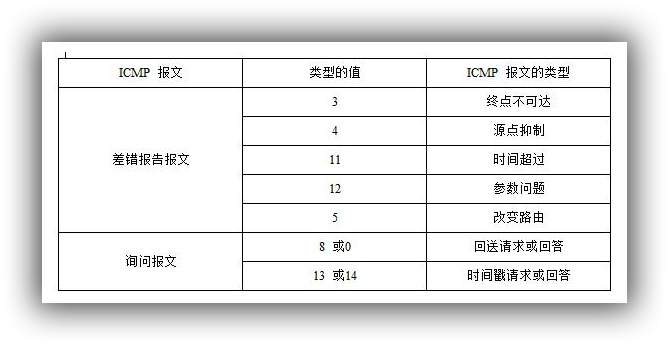 ICMP 报文 类型的值 ICMP 报文的类型
差错报告报文 3 终点不可达
4 源点抑制
11 时间超过
12 参数问题
5 改变路由
询问报文 8 或0 回送请求或回答
13 或14 时间戳请求或回答